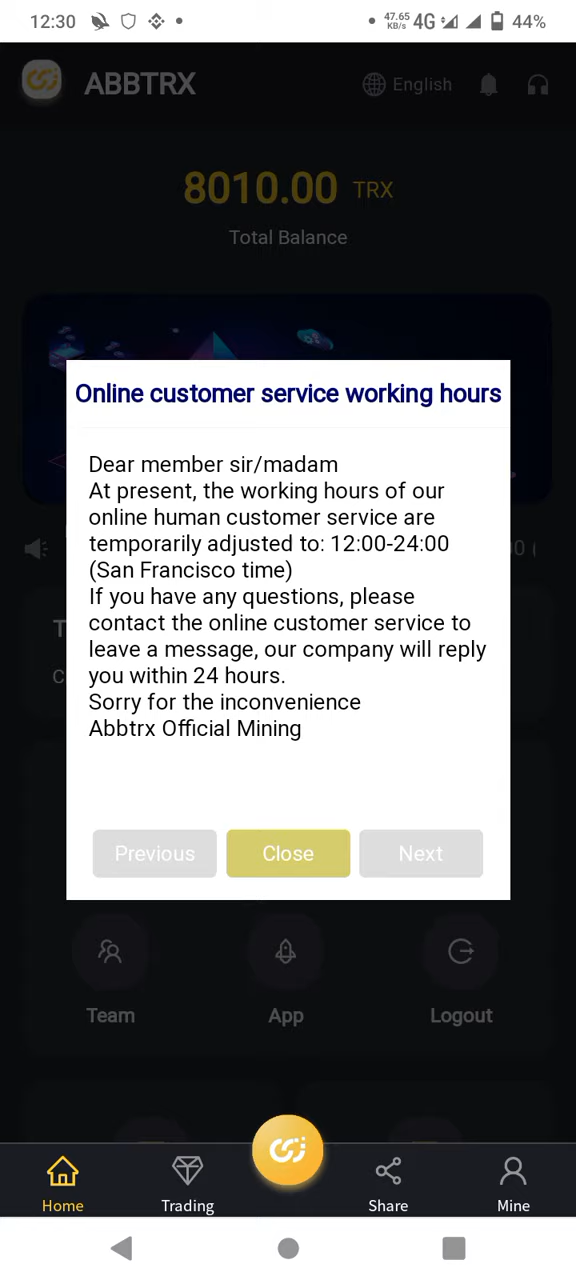 12:30
47.65 KB/s 4G 44%
ABBTRX
English
8010.00 TRX
Total Balance
Online customer service working hours
Dear member sir/madam
At present, the working hours of our
online human customer service are
temporarily adjusted to: 12:00-24:00
(San Francisco time)
If you have any questions, please
contact the online customer service to
leave a message, our company will reply
you within 24 hours.
Sorry for the inconvenience
Abbtrx Official Mining
Previous
Close
Next
Team
App
Logout
Home
Trading
Share
Mine